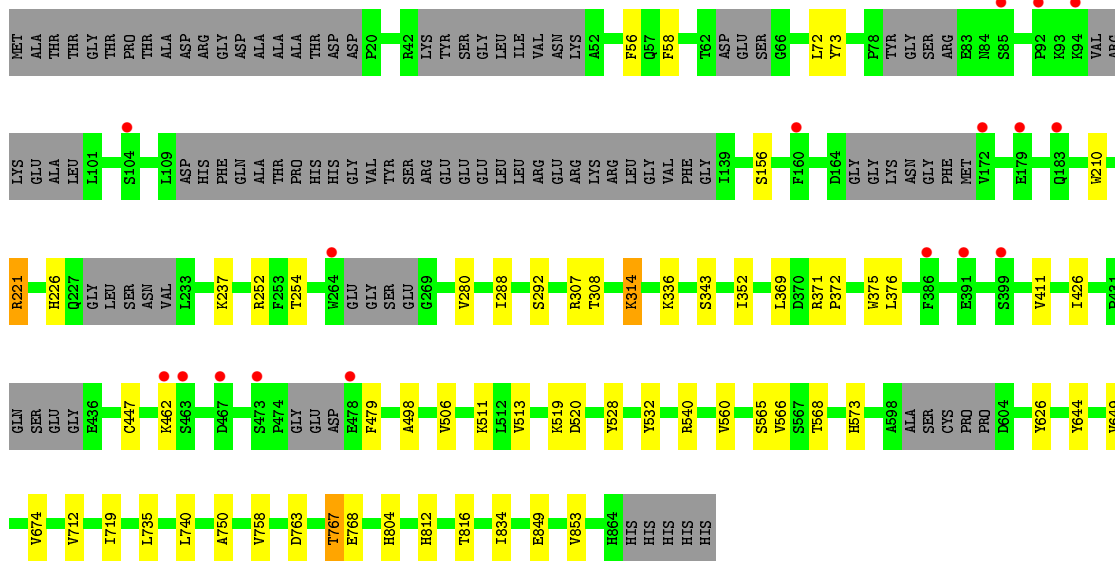 MET ALA THR THR GLY THR PRO THR ALA ASP ARG GLY ASP ALA ALA ALA THR ASP ASP P20 R42 LYS TYR SER GLY LEU ILE VAL ASN LYS A52 F56 Q57 F58 T62 ASP GLU SER G66 L72 Y73 P78 TYR GLY SER ARG E83 N84 S85 P92 K93 K94 VAL ARG
LYS GLU ALA LEU L101 S104 L109 ASP HIS PHE GLN ALA THR PRO HIS HIS GLY VAL TYR SER ARG GLU GLU GLU LEU LEU ARG GLU ARG LYS ARG LEU GLY VAL PHE GLY I139 S156 F160 D164 GLY GLY LYS ASN GLY PHE MET V172 E179 Q183 W210
R221 H226 Q227 GLY LEU SER ASN VAL L233 K237 R252 F253 T254 W264 GLU GLY SER GLU G269 V280 I288 S292 R307 T308 K314 K336 S343 I352 L369 D370 R371 P372 W375 L376 F386 E391 S399 V411 I426
GLN SER GLU GLY E436 C447 K462 S463 D467 S473 P474 GLY GLU ASP E478 F479 A498 V506 K511 L512 V513 K519 D520 Y528 Y532 R540 V560 S565 V566 S567 T568 H573 A598 ALA SER CYS PRO PRO D604 Y626 Y644
V674 V712 I719 L735 L740 A750 V758 D763 T767 E768 H804 H812 T816 I834 E849 V853 H864 HIS HIS HIS HIS HIS